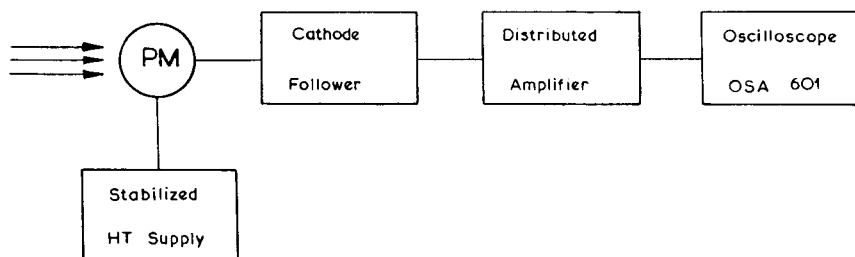 PM
Cathode
Follower
Distributed
Amplifier
Oscilloscope
OSA 601
Stabilized
HT Supply